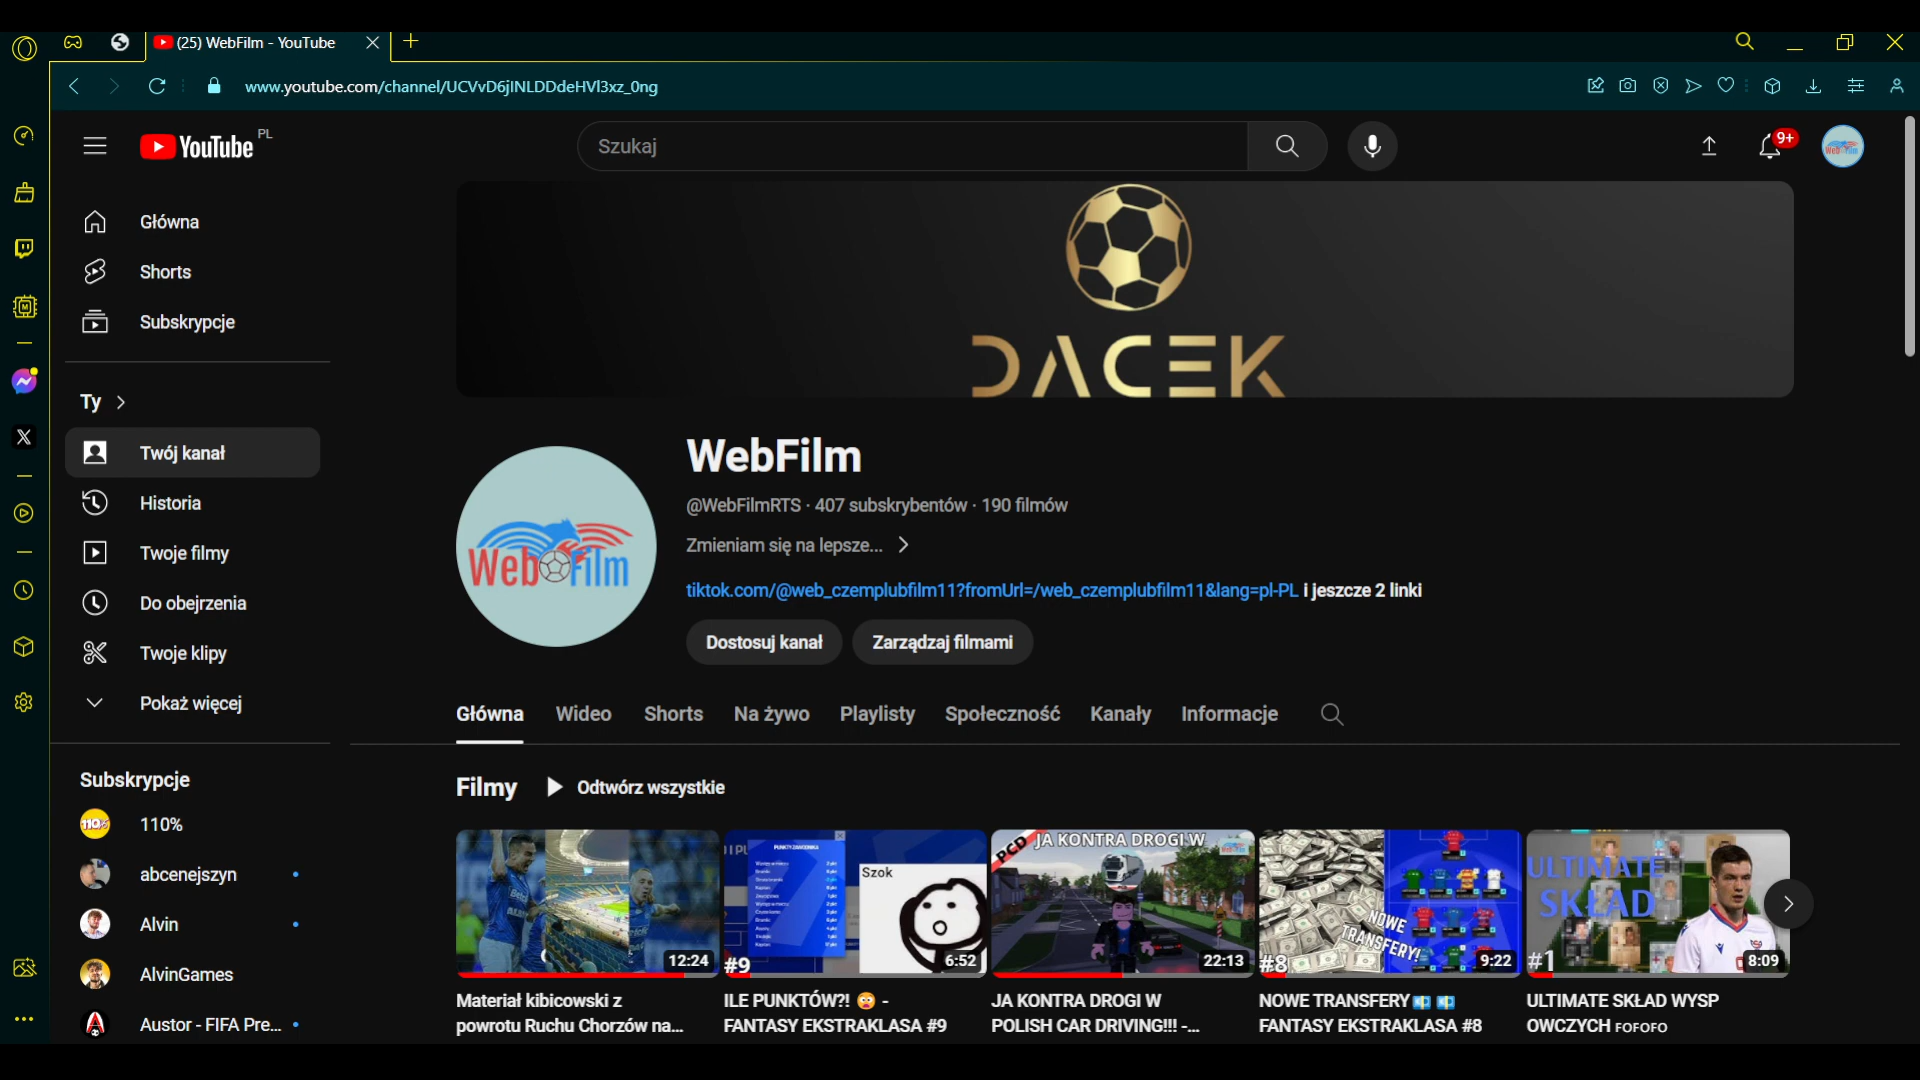 (25) WebFilm - YouTube
www.youtube.com/channel/UCVvD6jINLDDdeHVl3xz_0ng
YouTube PL
Szukaj
9+
Główna
Shorts
Subskrypcje
Ty
Twój kanał
Historia
Twoje filmy
Do obejrzenia
Twoje klipy
Pokaż więcej
Subskrypcje
110%
abcenejszyn
Alvin
AlvinGames
Austor - FIFA Pre...
DACEK
Web Film
WebFilm
@WebFilmRTS · 407 subskrybentów · 190 filmów
Zmieniam się na lepsze...
tiktok.com/@web_czemplubfilm11?fromUrl=/web_czemplubfilm11&lang=pl-PL i jeszcze 2 linki
Dostosuj kanał
Zarządzaj filmami
Główna Wideo Shorts Na żywo Playlisty Społeczność Kanały Informacje
Filmy Odtwórz wszystkie
12:24
Materiał kibicowski z
powrotu Ruchu Chorzów na...
PUNKTY ZAWODNIKA
Szok
#9
6:52
ILE PUNKTÓW?! 😳 -
FANTASY EKSTRAKLASA #9
PCD
JA KONTRA DROGI W
22:13
JA KONTRA DROGI W
POLISH CAR DRIVING!!! -...
NOWE
TRANSFERY!
#8
9:22
NOWE TRANSFERY💶💶
FANTASY EKSTRAKLASA #8
ULTIMATE
SKŁAD
#1
8:09
ULTIMATE SKŁAD WYSP
OWCZYCH FOFOFO